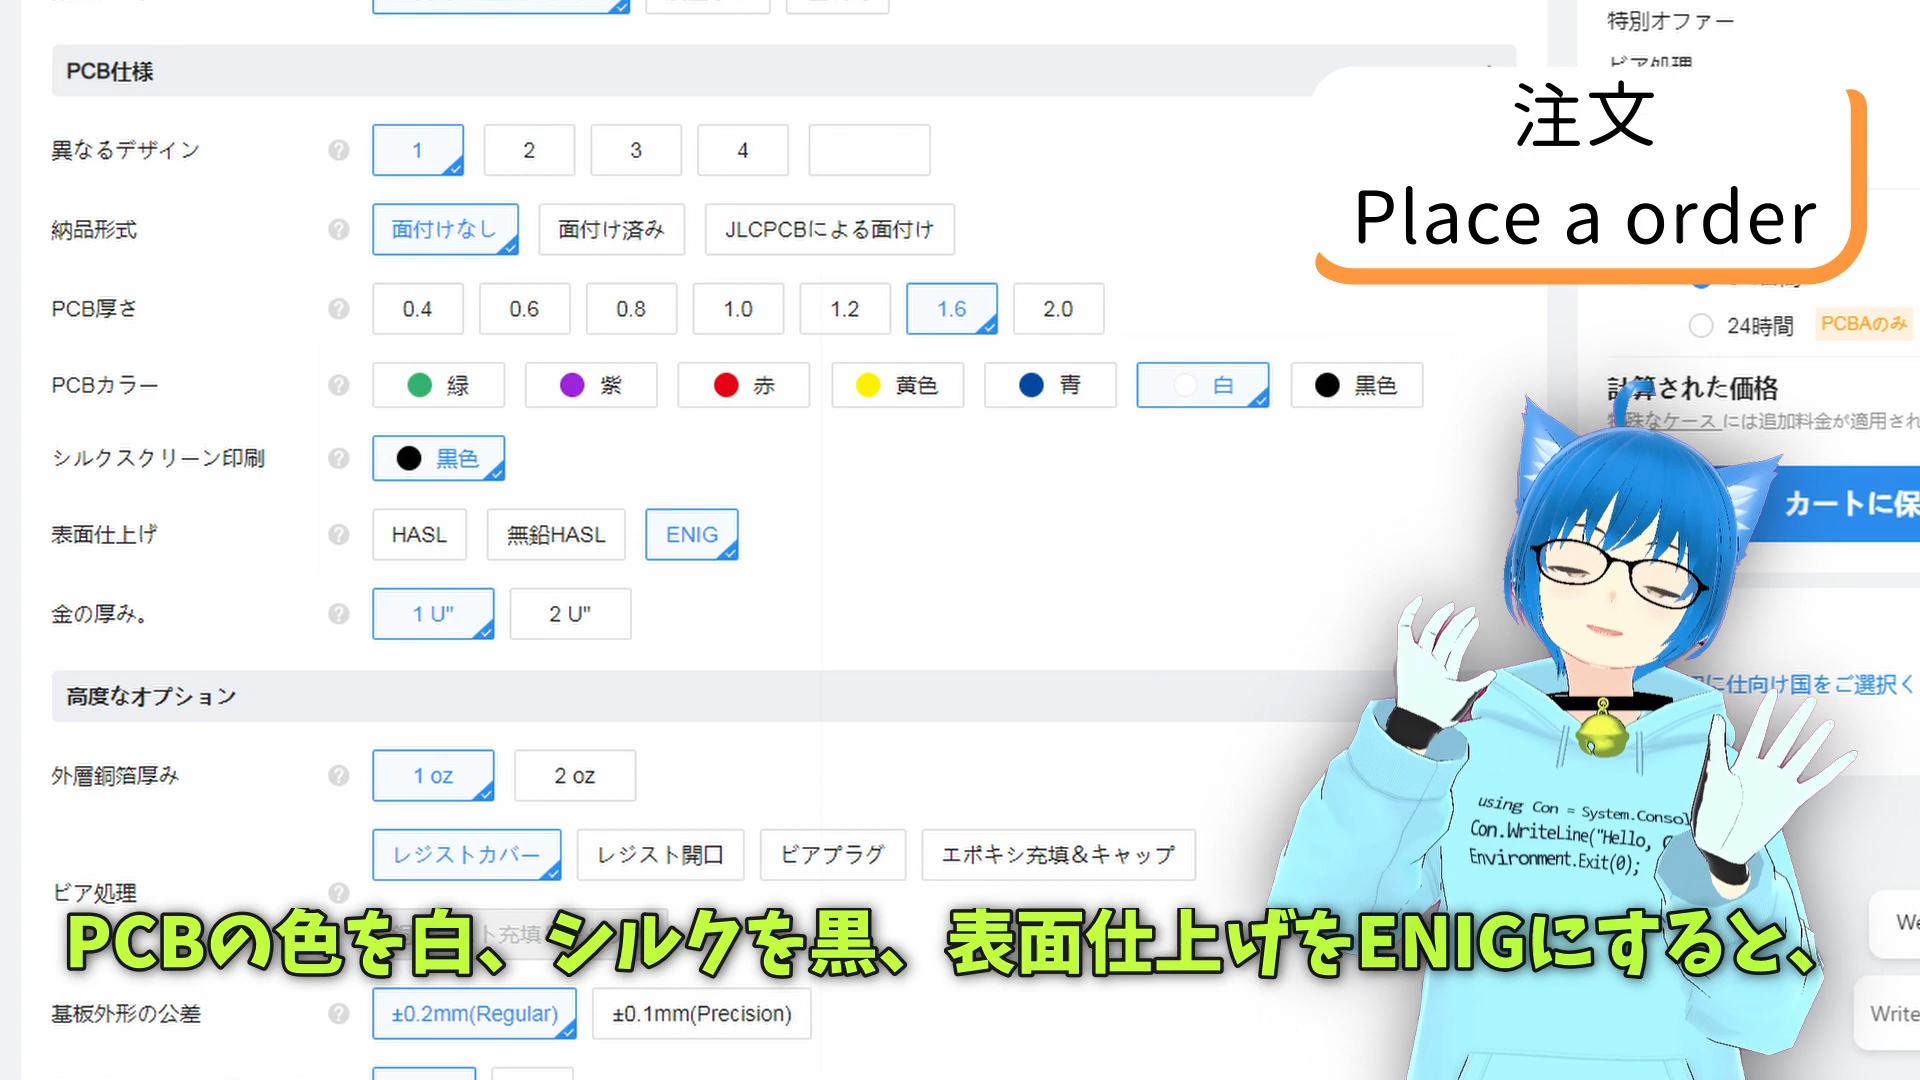 特別オファー
PCB仕様
ビア処理
注文
Place a order
異なるデザイン 1 2 3 4
納品形式 面付けなし 面付け済み JLCPCBによる面付け
PCB厚さ 0.4 0.6 0.8 1.0 1.2 1.6 2.0
24時間 PCBAのみ
PCBカラー 緑 紫 赤 黄色 青 白 黒色
計算された価格
特殊なケース には追加料金が適用され
シルクスクリーン印刷 黒色
カートに保
表面仕上げ HASL 無鉛HASL ENIG
金の厚み。 1 U" 2 U"
に仕向け国をご選択く
高度なオプション
外層銅箔厚み 1 oz 2 oz
using Con = System.Consol
Con.WriteLine("Hello,
Environment.Exit(0);
レジストカバー レジスト開口 ビアプラグ エポキシ充填&キャップ
ビア処理
We
PCBの色を白、シルクを黒、表面仕上げをENIGにすると、
基板外形の公差 ±0.2mm(Regular) ±0.1mm(Precision)
Write